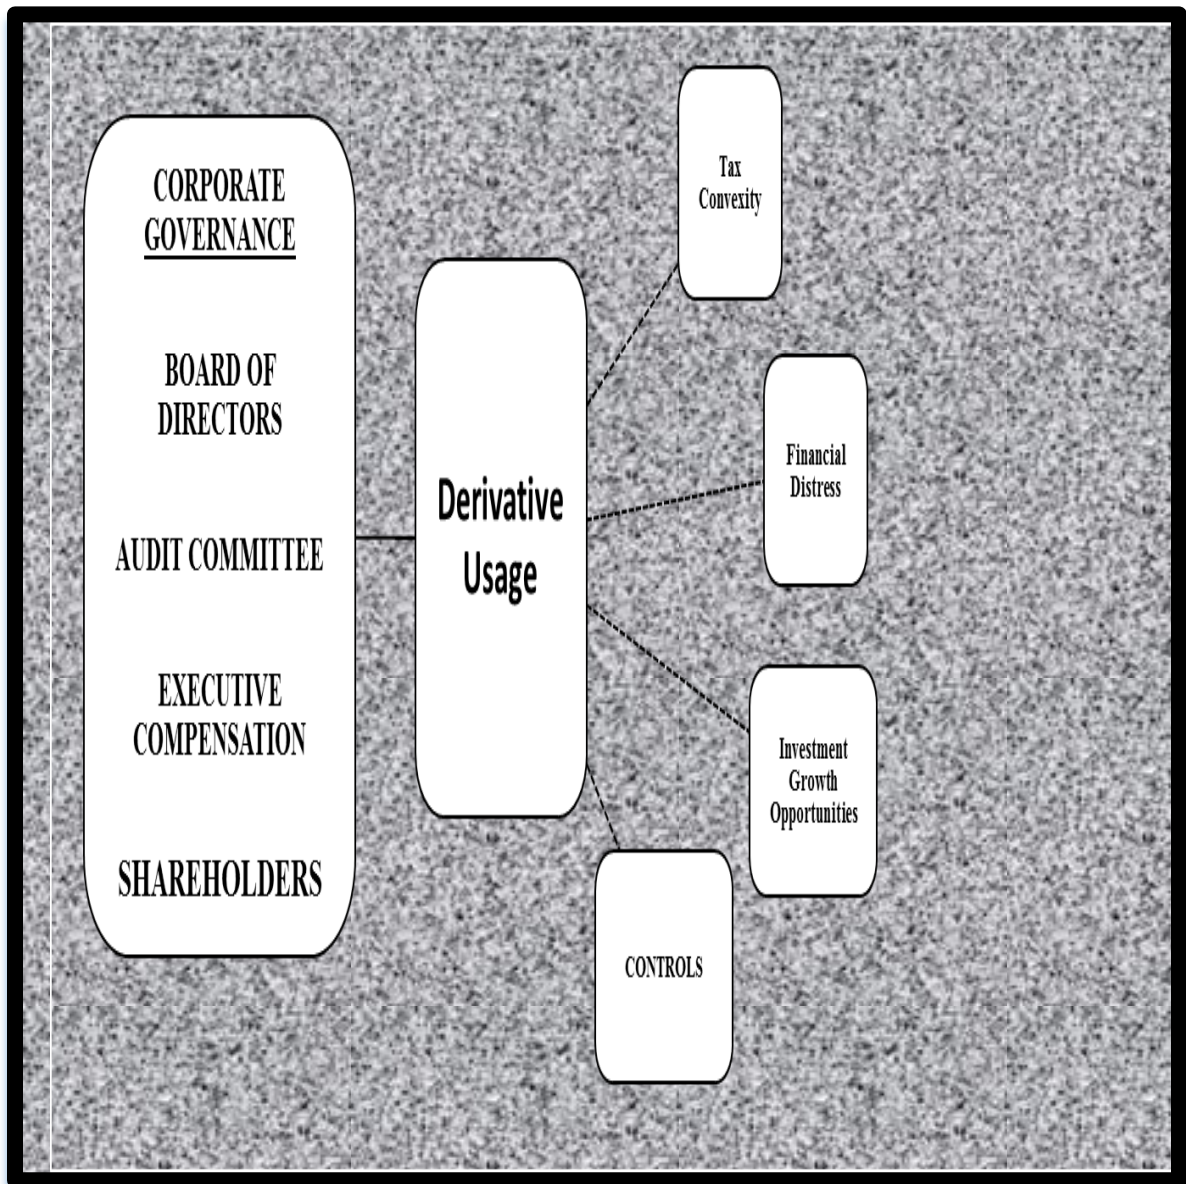 CORPORATE
GOVERNANCE
BOARD OF
DIRECTORS
AUDIT COMMITTEE
EXECUTIVE
COMPENSATION
SHAREHOLDERS
Derivative
Usage
Tax
Convexity
Financial
Distress
Investment
Growth
Opportunities
CONTROLS